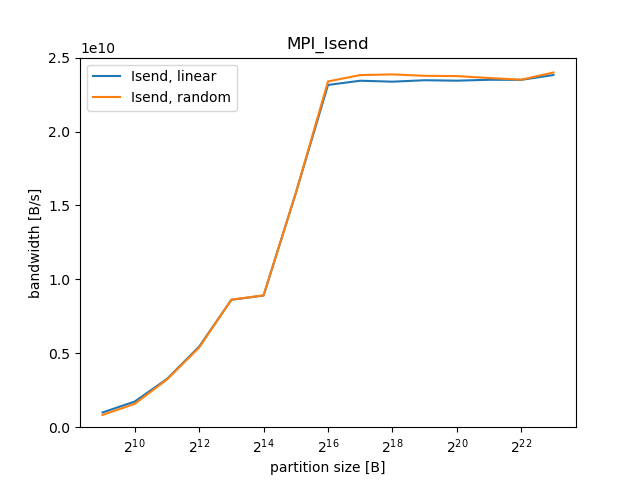 MPI_Isend
1e10
2.5
2.0
1.5
1.0
0.5
0.0
bandwidth [B/s]
Isend, linear
Isend, random
2^10 2^12 2^14 2^16 2^18 2^20 2^22
partition size [B]